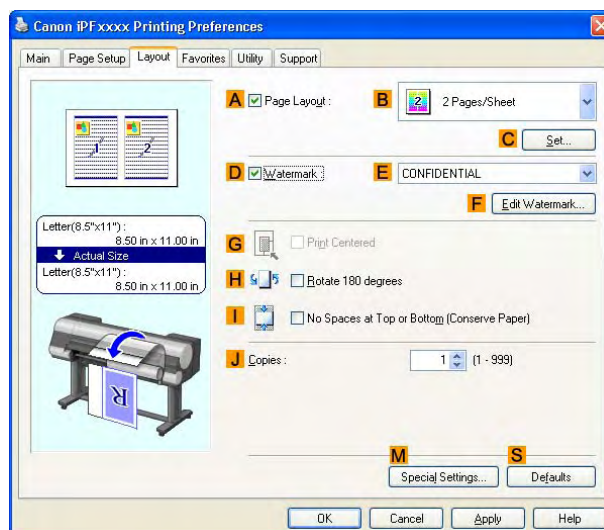 Canon iPFxxxx Printing Preferences
Main Page Setup Layout Favorites Utility Support
A Page Layout : B 2 2 Pages/Sheet
C Set...
D Watermark : E CONFIDENTIAL
F Edit Watermark...
1 2
Letter(8.5"x11") :
8.50 in x 11.00 in
Actual Size
Letter(8.5"x11") :
8.50 in x 11.00 in
R
G Print Centered
H Rotate 180 degrees
I No Spaces at Top or Bottom (Conserve Paper)
J Copies : 1 (1 - 999)
M S
Special Settings... Defaults
OK Cancel Apply Help